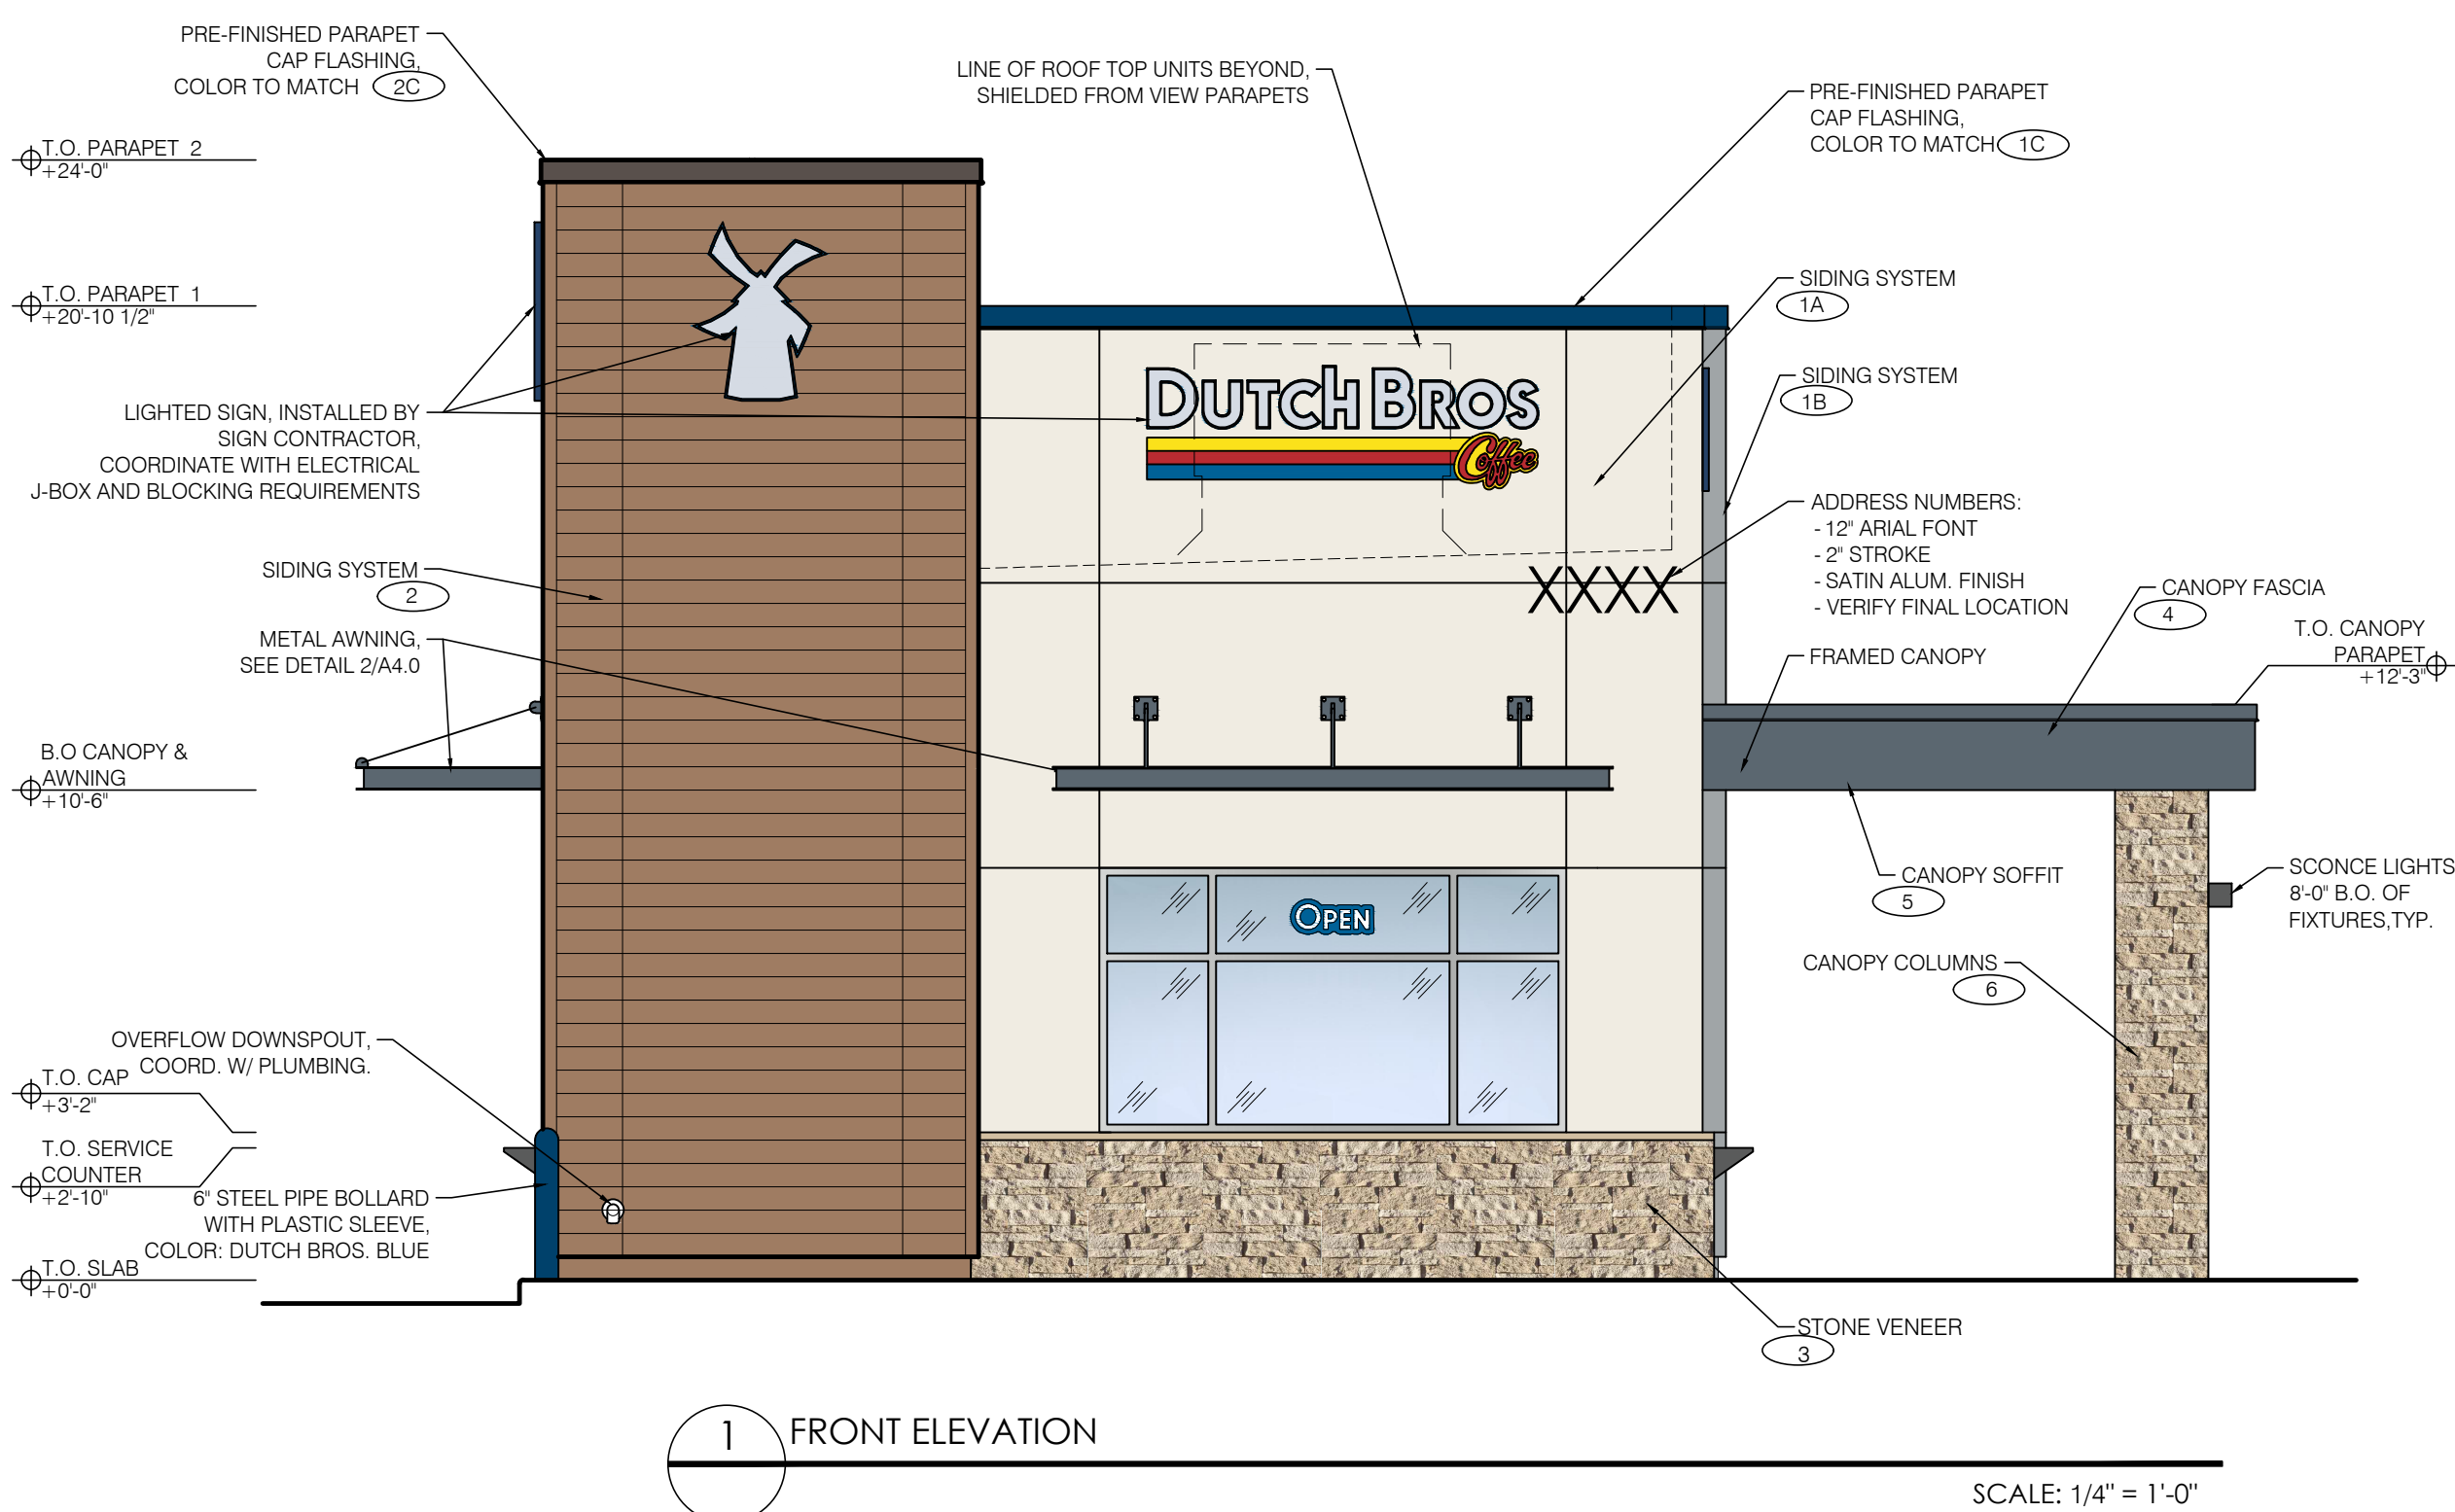 PRE-FINISHED PARAPET
CAP FLASHING,
COLOR TO MATCH 2C
LINE OF ROOF TOP UNITS BEYOND,
SHIELDED FROM VIEW PARAPETS
PRE-FINISHED PARAPET
CAP FLASHING,
COLOR TO MATCH 1C
T.O. PARAPET 2
+24'-0"
T.O. PARAPET 1
+20'-10 1/2"
SIDING SYSTEM
1A
SIDING SYSTEM
1B
LIGHTED SIGN, INSTALLED BY
SIGN CONTRACTOR,
COORDINATE WITH ELECTRICAL
J-BOX AND BLOCKING REQUIREMENTS
DUTCH BROS
Coffee
ADDRESS NUMBERS:
- 12" ARIAL FONT
- 2" STROKE
- SATIN ALUM. FINISH
- VERIFY FINAL LOCATION
XXXX
SIDING SYSTEM
2
METAL AWNING,
SEE DETAIL 2/A4.0
CANOPY FASCIA
4
T.O. CANOPY
PARAPET
+12'-3"
FRAMED CANOPY
B.O CANOPY &
AWNING
+10'-6"
CANOPY SOFFIT
5
SCONCE LIGHTS
8'-0" B.O. OF
FIXTURES,TYP.
OPEN
CANOPY COLUMNS
6
OVERFLOW DOWNSPOUT,
COORD. W/ PLUMBING.
T.O. CAP
+3'-2"
T.O. SERVICE
COUNTER
+2'-10"
6" STEEL PIPE BOLLARD
WITH PLASTIC SLEEVE,
COLOR: DUTCH BROS. BLUE
T.O. SLAB
+0'-0"
STONE VENEER
3
1 FRONT ELEVATION
SCALE: 1/4" = 1'-0"